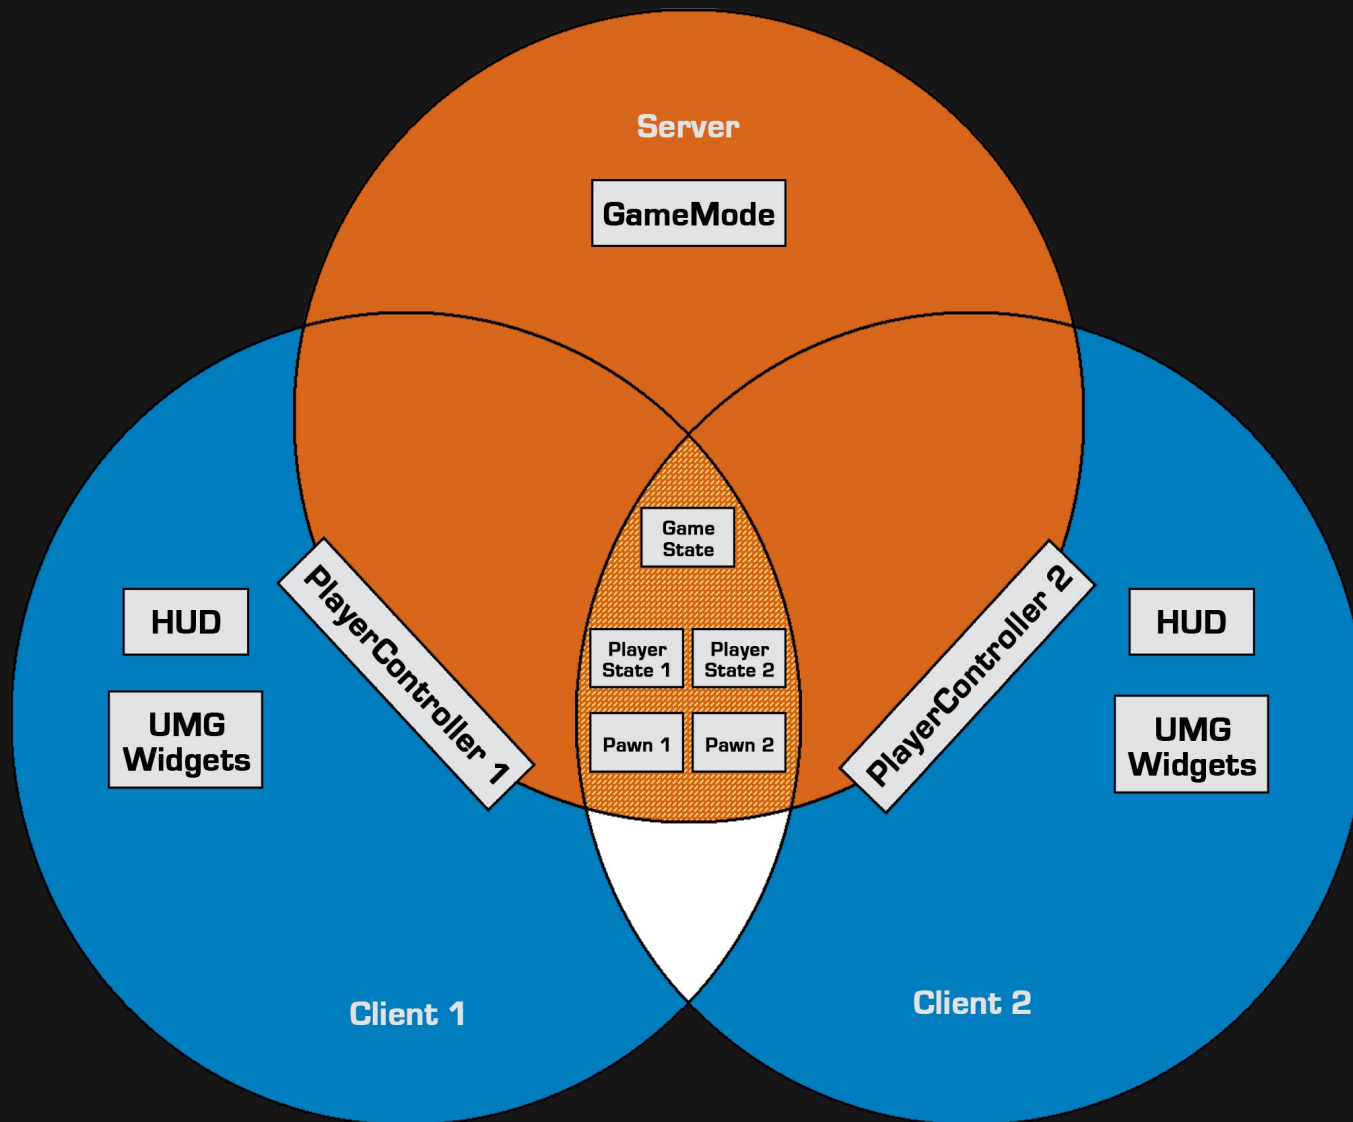 Server
GameMode
Game
State
PlayerController 1
PlayerController 2
HUD
HUD
Player
State 1
Player
State 2
UMG
Widgets
UMG
Widgets
Pawn 1
Pawn 2
Client 1
Client 2